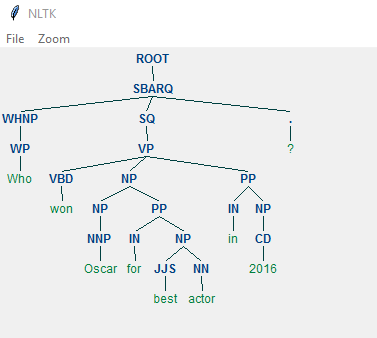 NLTK
File Zoom
ROOT
SBARQ
WHNP SQ .
WP VP ?
Who VBD NP PP
won NP PP IN NP
NNP IN NP in CD
Oscar for JJS NN 2016
best actor